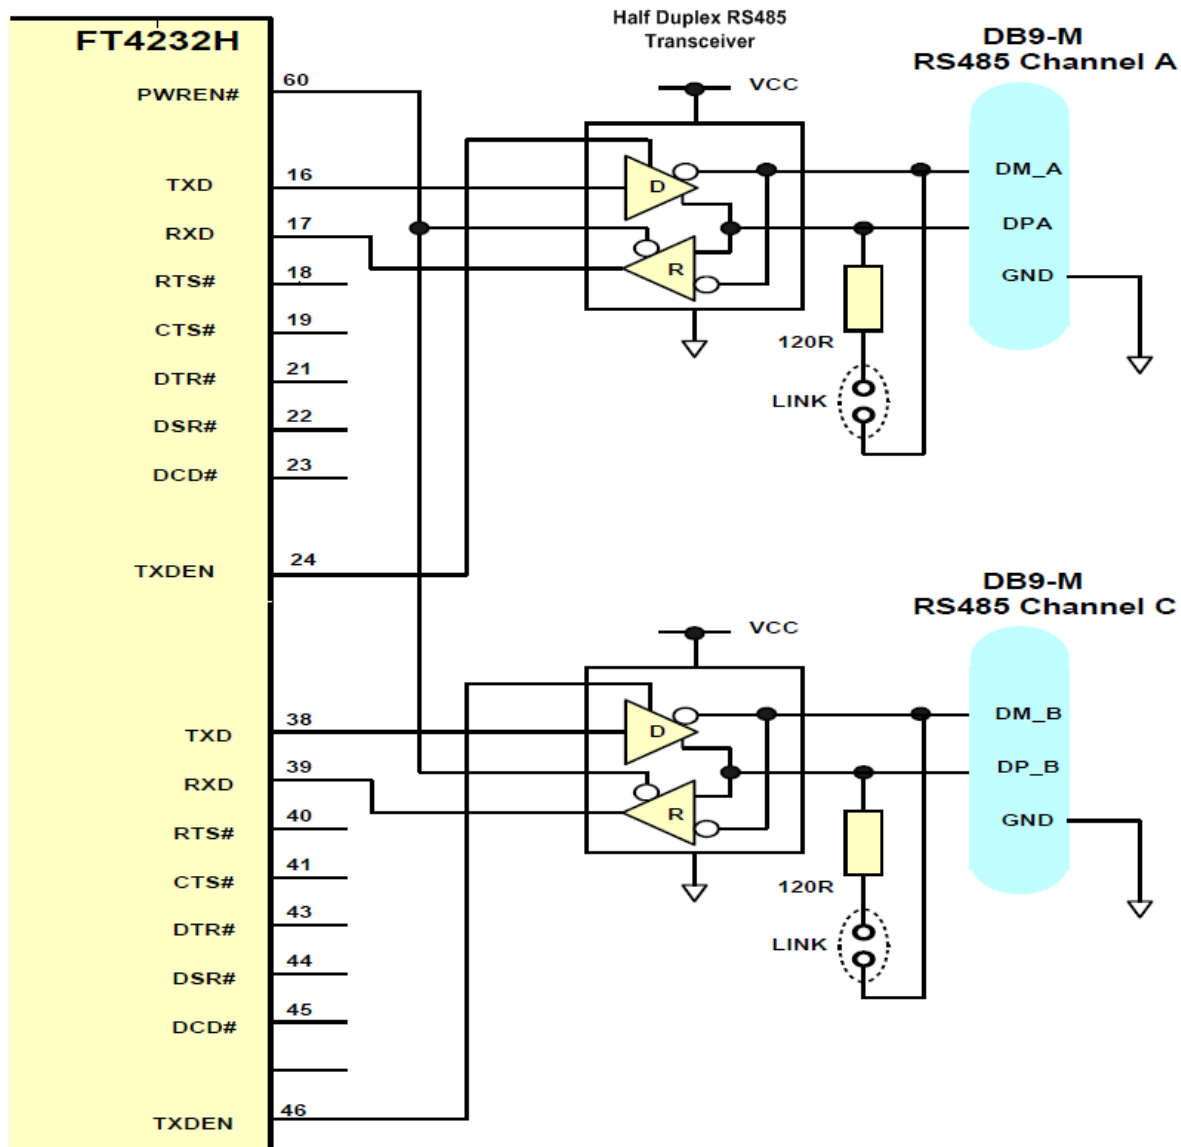 Half Duplex RS485
Transceiver
FT4232H
DB9-M
RS485 Channel A
60
VCC
PWREN#
DM_A
16
TXD
D
DPA
17
RXD
R
GND
18
RTS#
19
CTS#
120R
21
DTR#
LINK
22
DSR#
23
DCD#
24
TXDEN
DB9-M
RS485 Channel C
VCC
DM_B
38
TXD
D
DP_B
39
RXD
R
GND
40
RTS#
41
CTS#
120R
43
DTR#
LINK
44
DSR#
45
DCD#
46
TXDEN